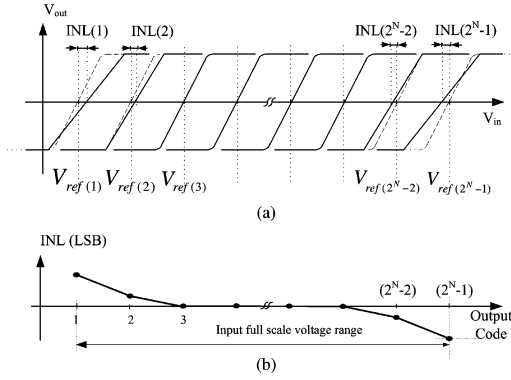 V_out
INL(1) INL(2) INL(2^N-2) INL(2^N-1)
V_in
V_ref (1) V_ref (2) V_ref (3) V_ref (2^N-2) V_ref (2^N-1)
(a)
INL (LSB)
(2^N-2) (2^N-1)
1 2 3
Output
Code
Input full scale voltage range
(b)